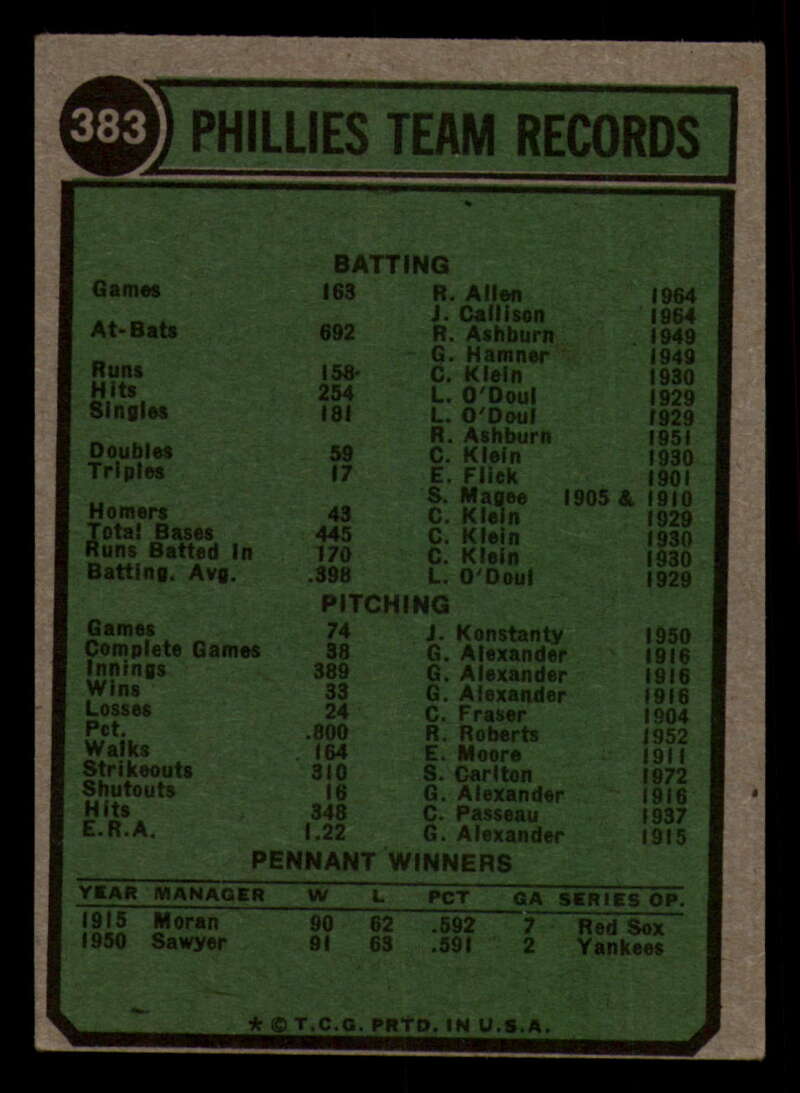 383 PHILLIES TEAM RECORDS
BATTING
Games 163 R. Allen 1964
J. Callison 1964
At-Bats 692 R. Ashburn 1949
G. Hamner 1949
Runs 158 C. Klein 1930
Hits 254 L. O'Doul 1929
Singles 181 L. O'Doul 1929
R. Ashburn 1951
Doubles 59 C. Klein 1930
Triples 17 E. Flick 1901
S. Magee 1905 & 1910
Homers 43 C. Klein 1929
Total Bases 445 C. Klein 1930
Runs Batted In 170 C. Klein 1930
Batting. Avg. .398 L. O'Doul 1929
PITCHING
Games 74 J. Konstanty 1950
Complete Games 38 G. Alexander 1916
Innings 389 G. Alexander 1916
Wins 33 G. Alexander 1916
Losses 24 C. Fraser 1904
Pct. .800 R. Roberts 1952
Walks 164 E. Moore 1911
Strikeouts 310 S. Carlton 1972
Shutouts 16 G. Alexander 1916
Hits 348 C. Passeau 1937
E.R.A. 1.22 G. Alexander 1915
PENNANT WINNERS
YEAR MANAGER W L PCT GA SERIES OP.
1915 Moran 90 62 .592 7 Red Sox
1950 Sawyer 91 63 .591 2 Yankees
* © T.C.G. PRTD. IN U.S.A.